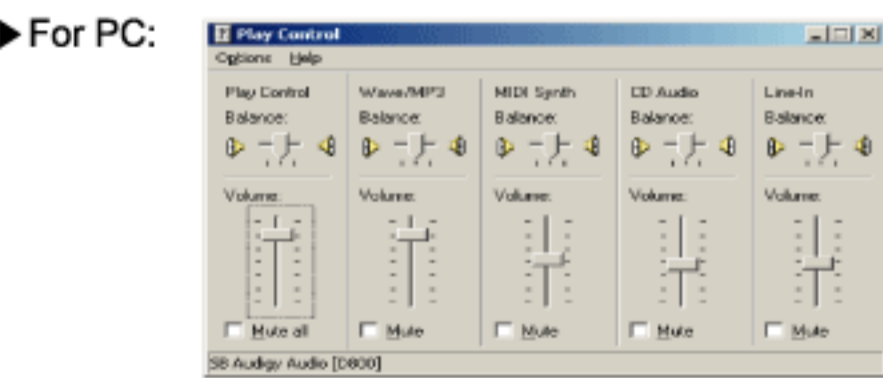 ▶For PC:
Play Control
Options Help
Play Control Wave/MP3 MIDI Synth CD Audio Line-In
Balance: Balance: Balance: Balance: Balance:
Volume: Volume: Volume: Volume: Volume:
Mute all Mute Mute Mute Mute
SB Audigy Audio [D800]